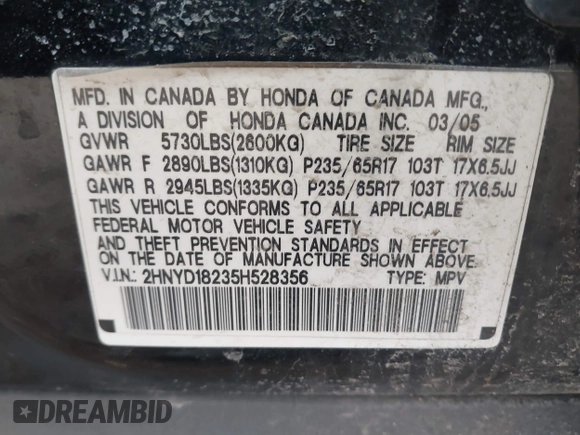 MFD. IN CANADA BY HONDA OF CANADA MFG.,
A DIVISION OF HONDA CANADA INC. 03/05
GVWR 5730LBS(2600KG) TIRE SIZE RIM SIZE
GAWR F 2890LBS(1310KG) P235/65R17 103T 17X6.5JJ
GAWR R 2945LBS(1335KG) P235/65R17 103T 17X6.5JJ
THIS VEHICLE CONFORMS TO ALL APPLICABLE
FEDERAL MOTOR VEHICLE SAFETY
AND THEFT PREVENTION STANDARDS IN EFFECT
ON THE DATE OF MANUFACTURE SHOWN ABOVE.
V.I.N.: 2HNYD18235H528356 TYPE: MPV
DREAMBID